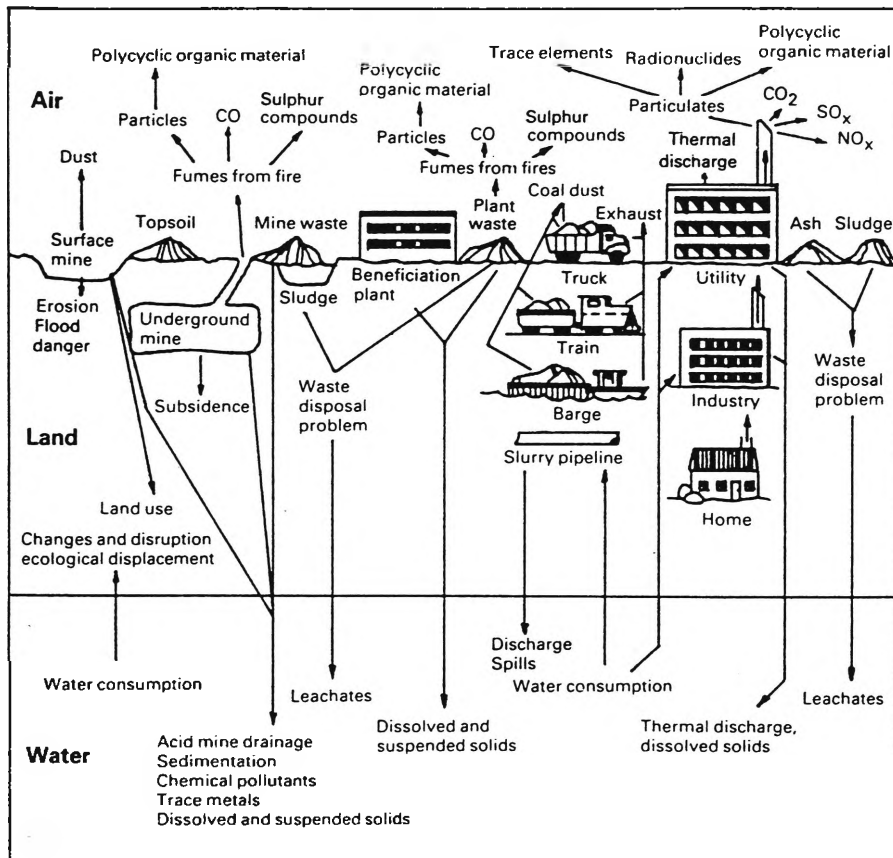 Polycyclic organic material
Polycyclic
organic material
Trace elements
Radionuclides
Polycyclic
organic material
Air
Particles
CO
Sulphur
compounds
Particles
CO
Sulphur
compounds
Particulates
CO2
SOx
NOx
Dust
Fumes from fire
Fumes from fires
Thermal
discharge
Surface
mine
Topsoil
Mine waste
Plant
waste
Coal dust
Exhaust
Ash
Sludge
Sludge
Beneficiation
plant
Truck
Utility
Erosion
Flood
danger
Underground
mine
Train
Subsidence
Waste
disposal
problem
Barge
Industry
Waste
disposal
problem
Land
Slurry pipeline
Land use
Home
Changes and disruption
ecological displacement
Discharge
Spills
Water consumption
Water consumption
Leachates
Leachates
Dissolved and
suspended solids
Thermal discharge,
dissolved solids
Water
Acid mine drainage
Sedimentation
Chemical pollutants
Trace metals
Dissolved and suspended solids